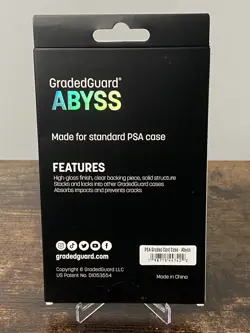 GradedGuard®
ABYSS
Made for standard PSA case
FEATURES
High-gloss finish, clear backing piece, solid structure
Stacks and locks into other GradedGuard cases
Absorbs impacts and prevents cracks
gradedguard.com
PSA Graded Card Case - Abyss
Copyright © GradedGuard LLC
US Patent No. D1053554
Made in China